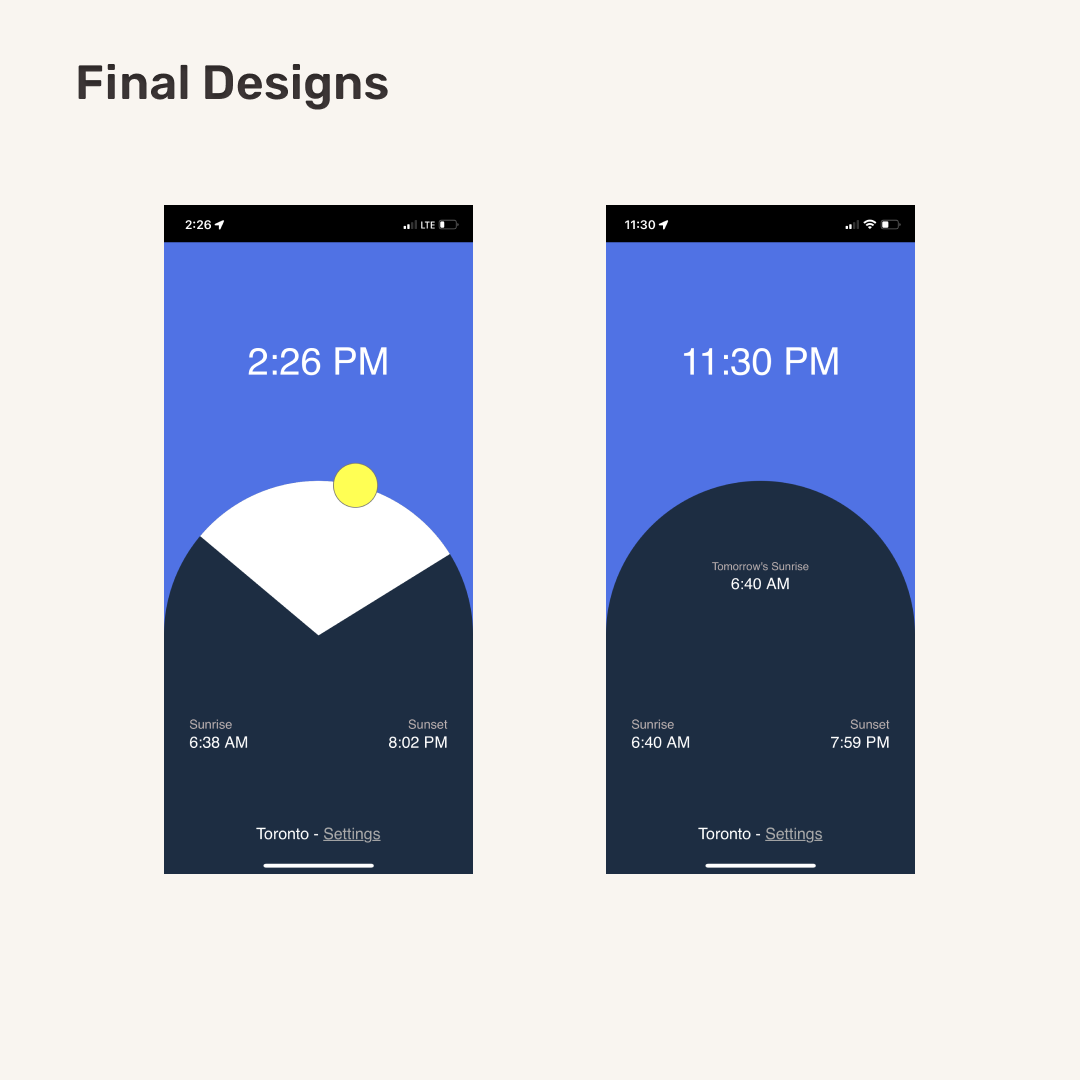 Final Designs
2:26
LTE
2:26 PM
Sunrise
6:38 AM
Sunset
8:02 PM
Toronto - Settings
11:30
11:30 PM
Tomorrow's Sunrise
6:40 AM
Sunrise
6:40 AM
Sunset
7:59 PM
Toronto - Settings